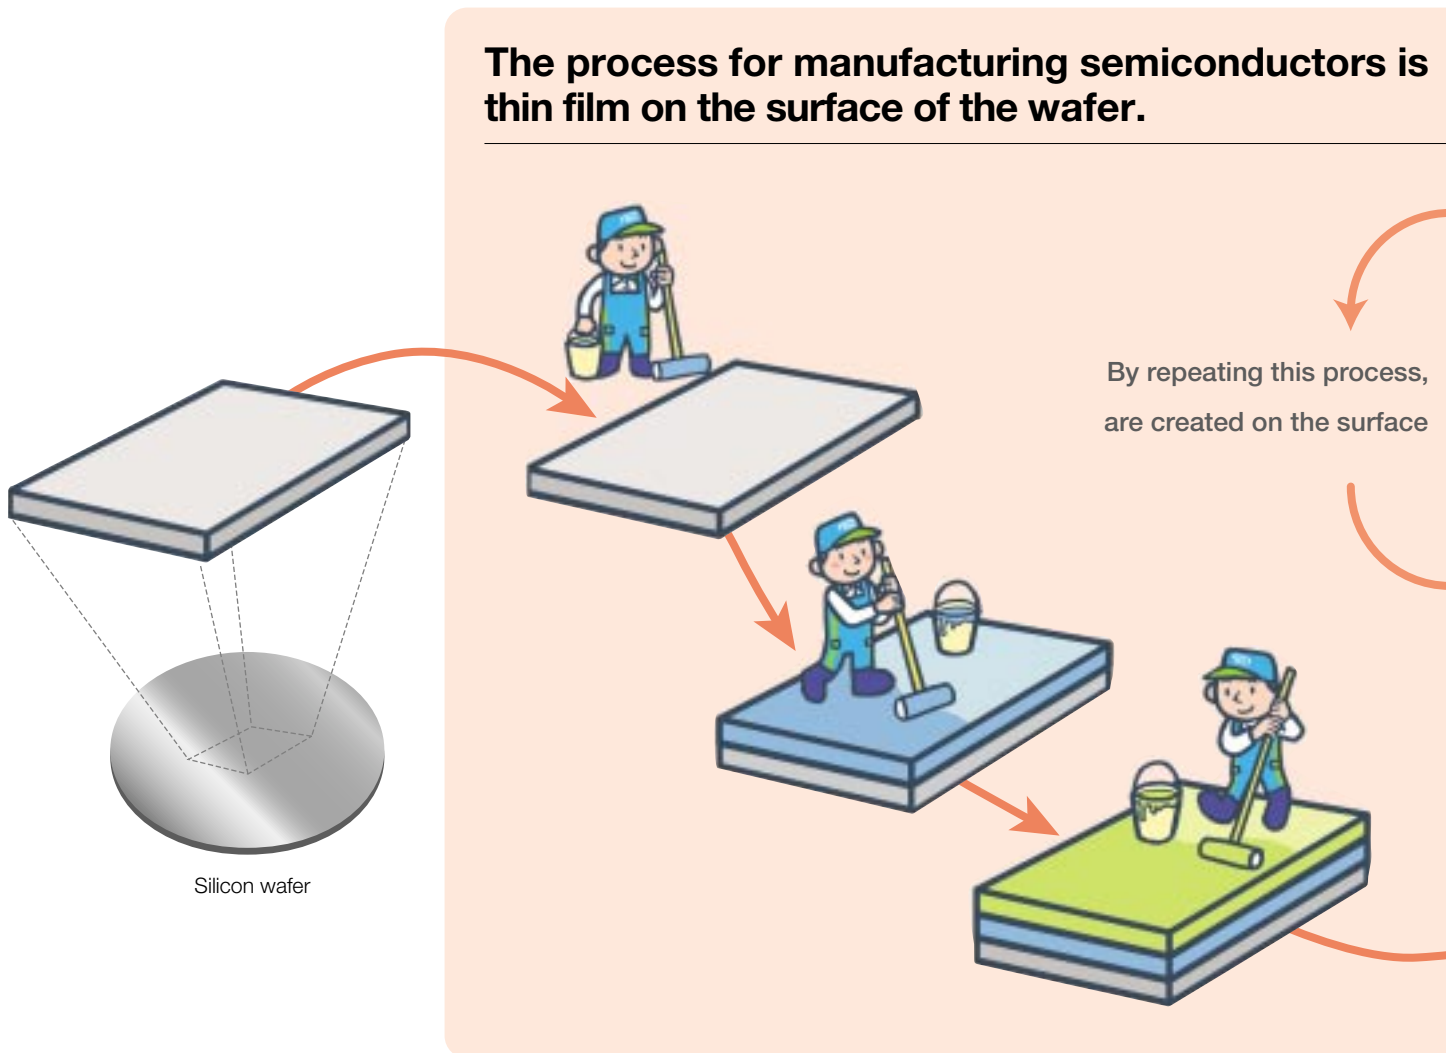 The process for manufacturing semiconductors is
thin film on the surface of the wafer.
By repeating this process,
are created on the surface
Silicon wafer